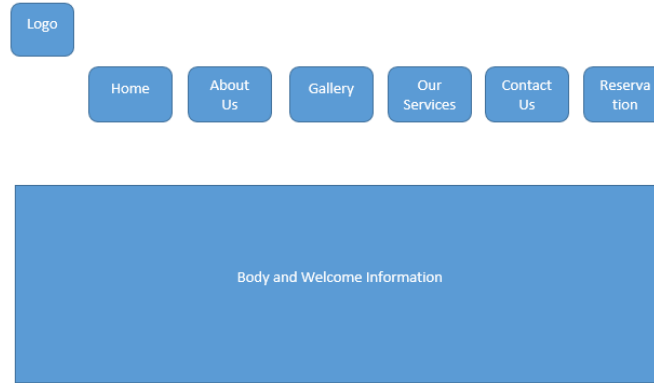 Logo
Home
About
Us
Gallery
Our
Services
Contact
Us
Reserva
tion
Body and Welcome Information